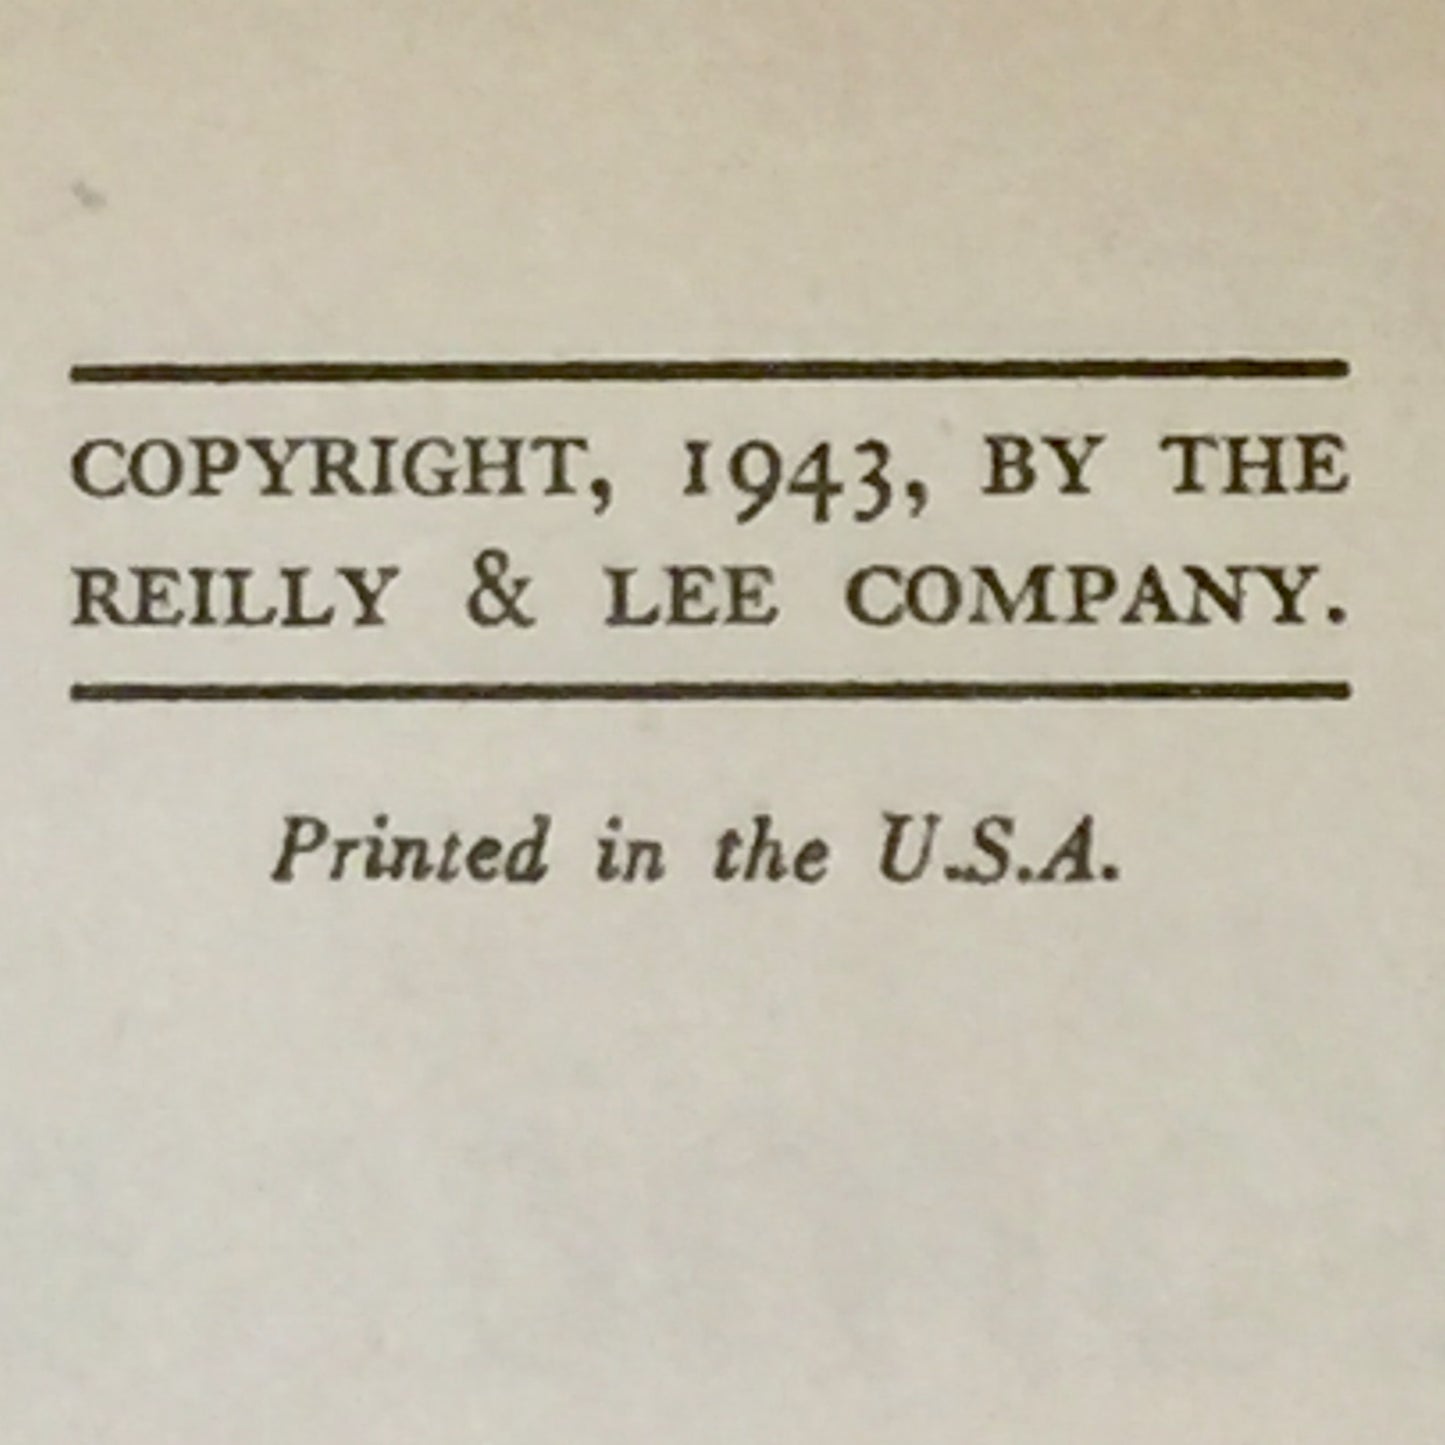 COPYRIGHT, 1943, BY THE
REILLY & LEE COMPANY.
Printed in the U.S.A.